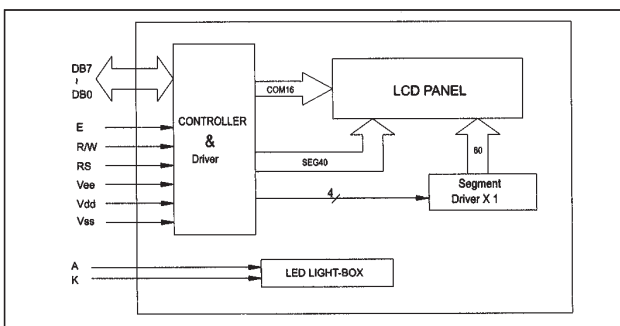 DB7
~
DB0
E
R/W
RS
Vee
Vdd
Vss
A
K
CONTROLLER
&
Driver
COM16
SEG40
4
LCD PANEL
60
Segment
Driver X 1
LED LIGHT-BOX